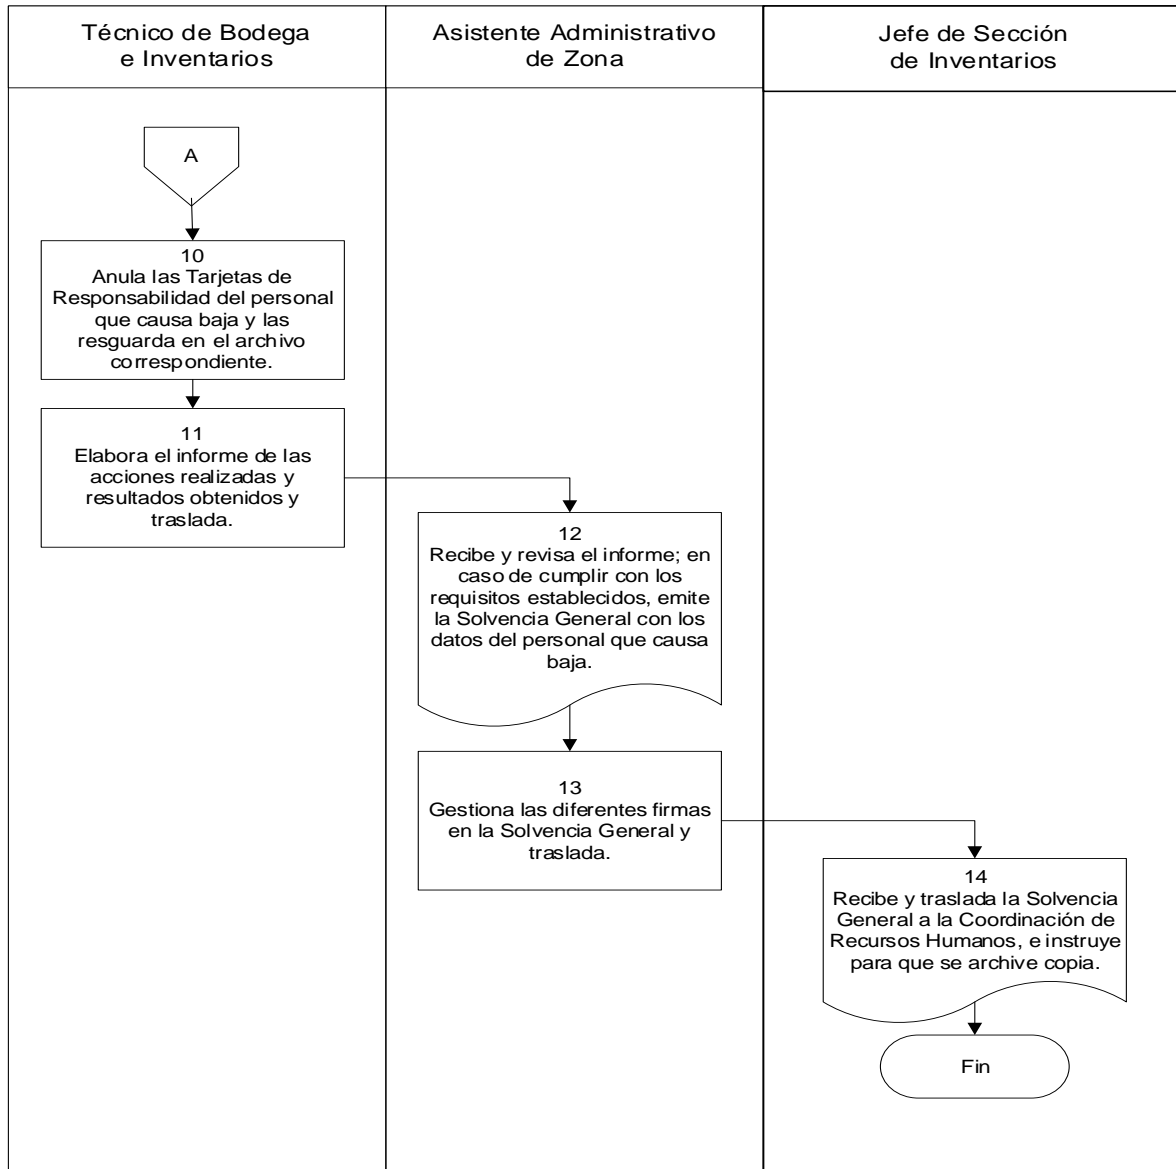 Técnico de Bodega
e Inventarios
Asistente Administrativo
de Zona
Jefe de Sección
de Inventarios
A
10
Anula las Tarjetas de
Responsabilidad del personal
que causa baja y las
resguarda en el archivo
correspondiente.
11
Elabora el informe de las
acciones realizadas y
resultados obtenidos y
traslada.
12
Recibe y revisa el informe; en
caso de cumplir con los
requisitos establecidos, emite
la Solvencia General con los
datos del personal que causa
baja.
13
Gestiona las diferentes firmas
en la Solvencia General y
traslada.
14
Recibe y traslada la Solvencia
General a la Coordinación de
Recursos Humanos, e instruye
para que se archive copia.
Fin